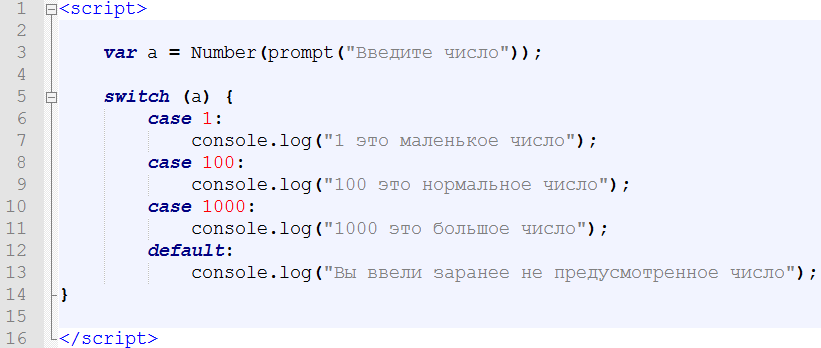 1 <script>
2
3 var a = Number(prompt("Введите число"));
4
5 switch (a) {
6 case 1:
7 console.log("1 это маленькое число");
8 case 100:
9 console.log("100 это нормальное число");
10 case 1000:
11 console.log("1000 это большое число");
12 default:
13 console.log("Вы ввели заранее не предусмотренное число");
14 }
15
16 </script>